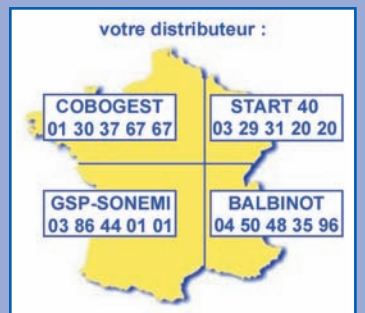 votre distributeur :
COBOGEST
01 30 37 67 67
START 40
03 29 31 20 20
GSP-SONEMI
03 86 44 01 01
BALBINOT
04 50 48 35 96